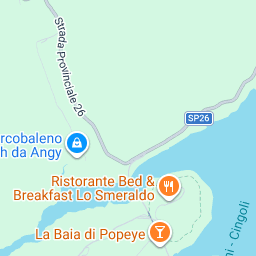 Strada Provinciale 26
SP26
rcobaleno
h da Angy
Ristorante Bed &
Breakfast Lo Smeraldo
La Baia di Popeye
ni - Cingoli